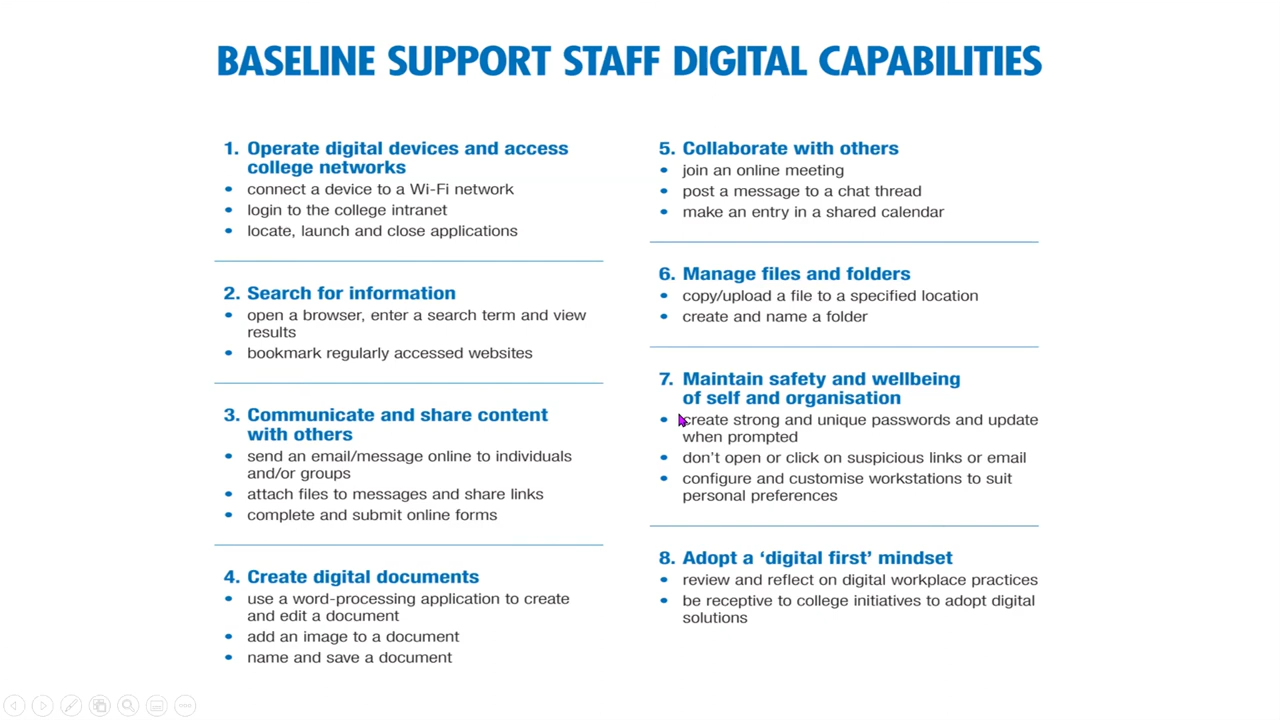 BASELINE SUPPORT STAFF DIGITAL CAPABILITIES
1. Operate digital devices and access
college networks
• connect a device to a Wi-Fi network
• login to the college intranet
• locate, launch and close applications
2. Search for information
• open a browser, enter a search term and view
results
• bookmark regularly accessed websites
3. Communicate and share content
with others
• send an email/message online to individuals
and/or groups
• attach files to messages and share links
• complete and submit online forms
4. Create digital documents
• use a word-processing application to create
and edit a document
• add an image to a document
• name and save a document
5. Collaborate with others
• join an online meeting
• post a message to a chat thread
• make an entry in a shared calendar
6. Manage files and folders
• copy/upload a file to a specified location
• create and name a folder
7. Maintain safety and wellbeing
of self and organisation
• create strong and unique passwords and update
when prompted
• don’t open or click on suspicious links or email
• configure and customise workstations to suit
personal preferences
8. Adopt a ‘digital first’ mindset
• review and reflect on digital workplace practices
• be receptive to college initiatives to adopt digital
solutions